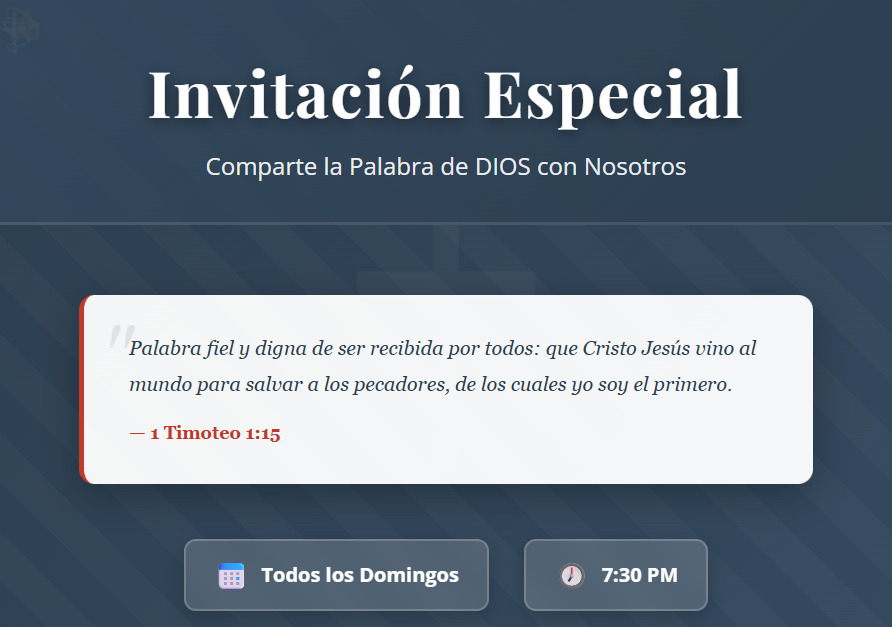 Invitación Especial
Comparte la Palabra de DIOS con Nosotros
"Palabra fiel y digna de ser recibida por todos: que Cristo Jesús vino al
mundo para salvar a los pecadores, de los cuales yo soy el primero.
— 1 Timoteo 1:15
Todos los Domingos
7:30 PM